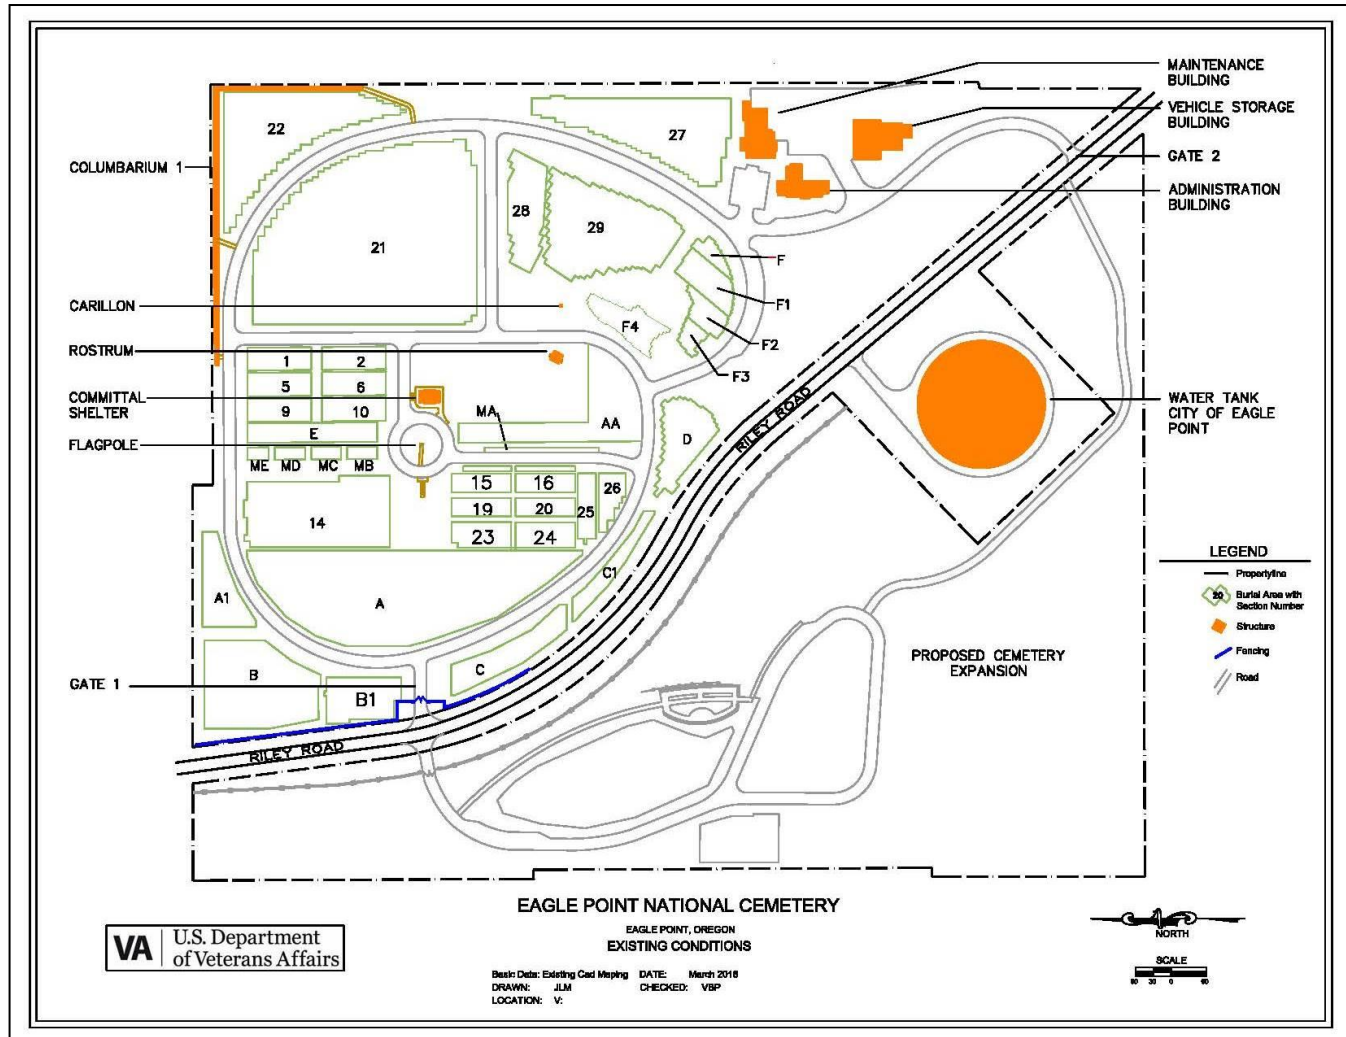 MAINTENANCE
BUILDING
VEHICLE STORAGE
BUILDING
GATE 2
ADMINISTRATION
BUILDING
COLUMBARIUM 1
CARILLON
ROSTRUM
COMMITTAL
SHELTER
FLAGPOLE
GATE 1
22
27
28
29
21
F
F1
F2
F3
F4
1
2
5
6
9
10
E
ME
MD
MC
MB
MA
AA
D
15
16
19
20
23
24
25
26
14
A
A1
B
B1
C
C1
RILEY ROAD
RILEY ROAD
WATER TANK
CITY OF EAGLE
POINT
PROPOSED CEMETERY
EXPANSION
LEGEND
Propertyline
20
Burial Area with
Section Number
Structure
Fencing
Road
EAGLE POINT NATIONAL CEMETERY
EAGLE POINT, OREGON
EXISTING CONDITIONS
Basic Data: Existing Cad Maping DATE: March 2016
DRAWN: JLM CHECKED: VBP
LOCATION: V:
VA
U.S. Department
of Veterans Affairs
NORTH
SCALE
30 0